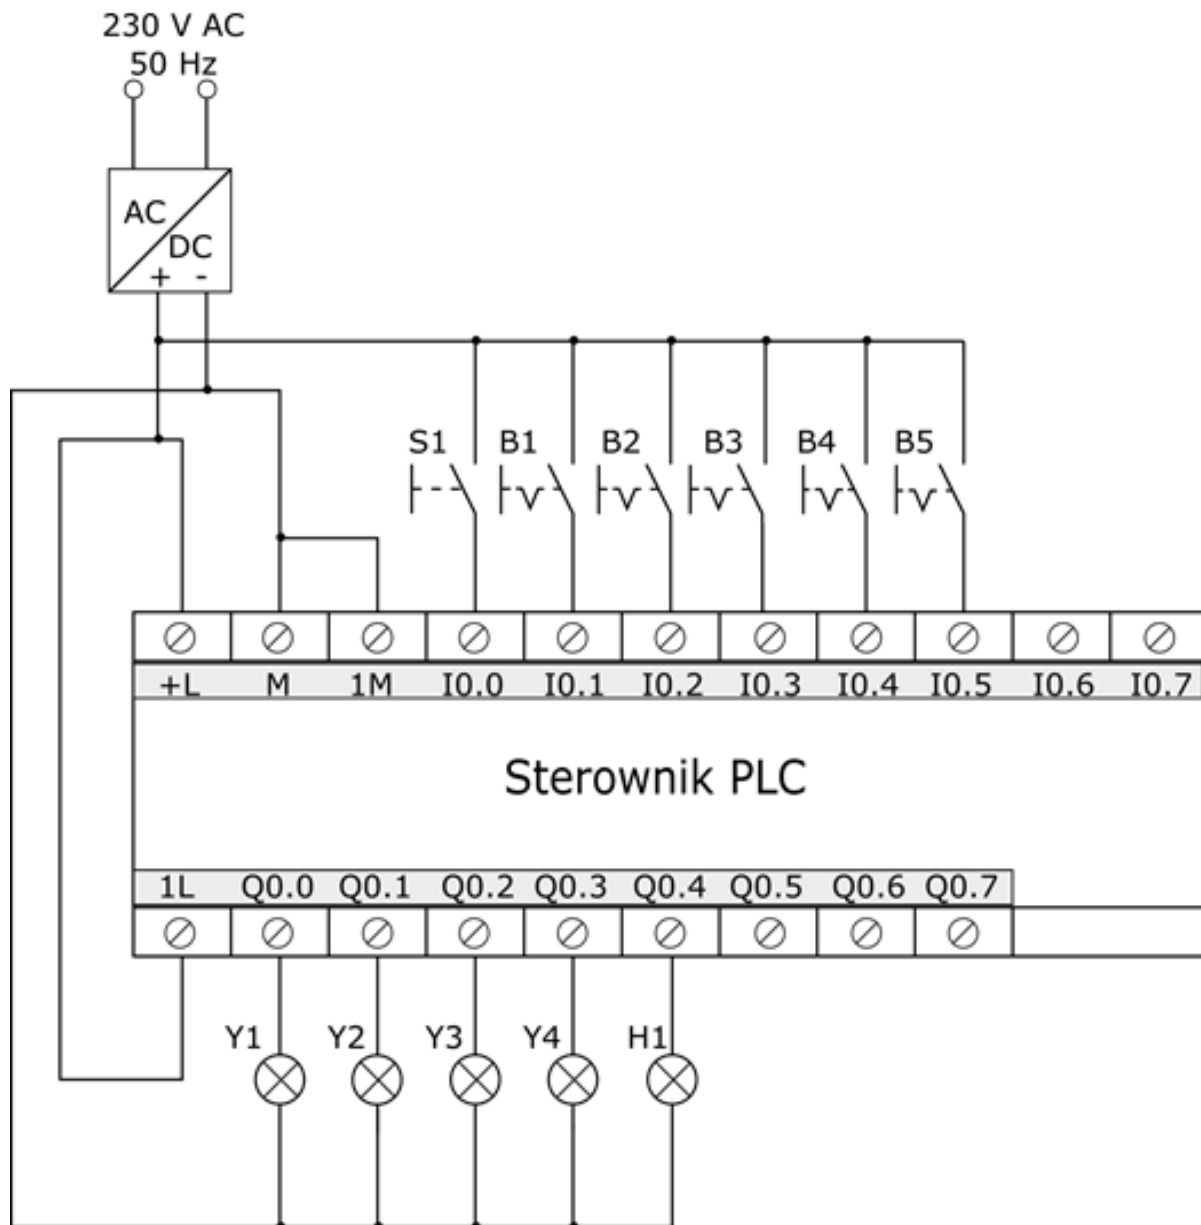 230 V AC
50 Hz
AC
DC
+ -
S1 B1 B2 B3 B4 B5
+L M 1M I0.0 I0.1 I0.2 I0.3 I0.4 I0.5 I0.6 I0.7
Sterownik PLC
1L Q0.0 Q0.1 Q0.2 Q0.3 Q0.4 Q0.5 Q0.6 Q0.7
Y1 Y2 Y3 Y4 H1